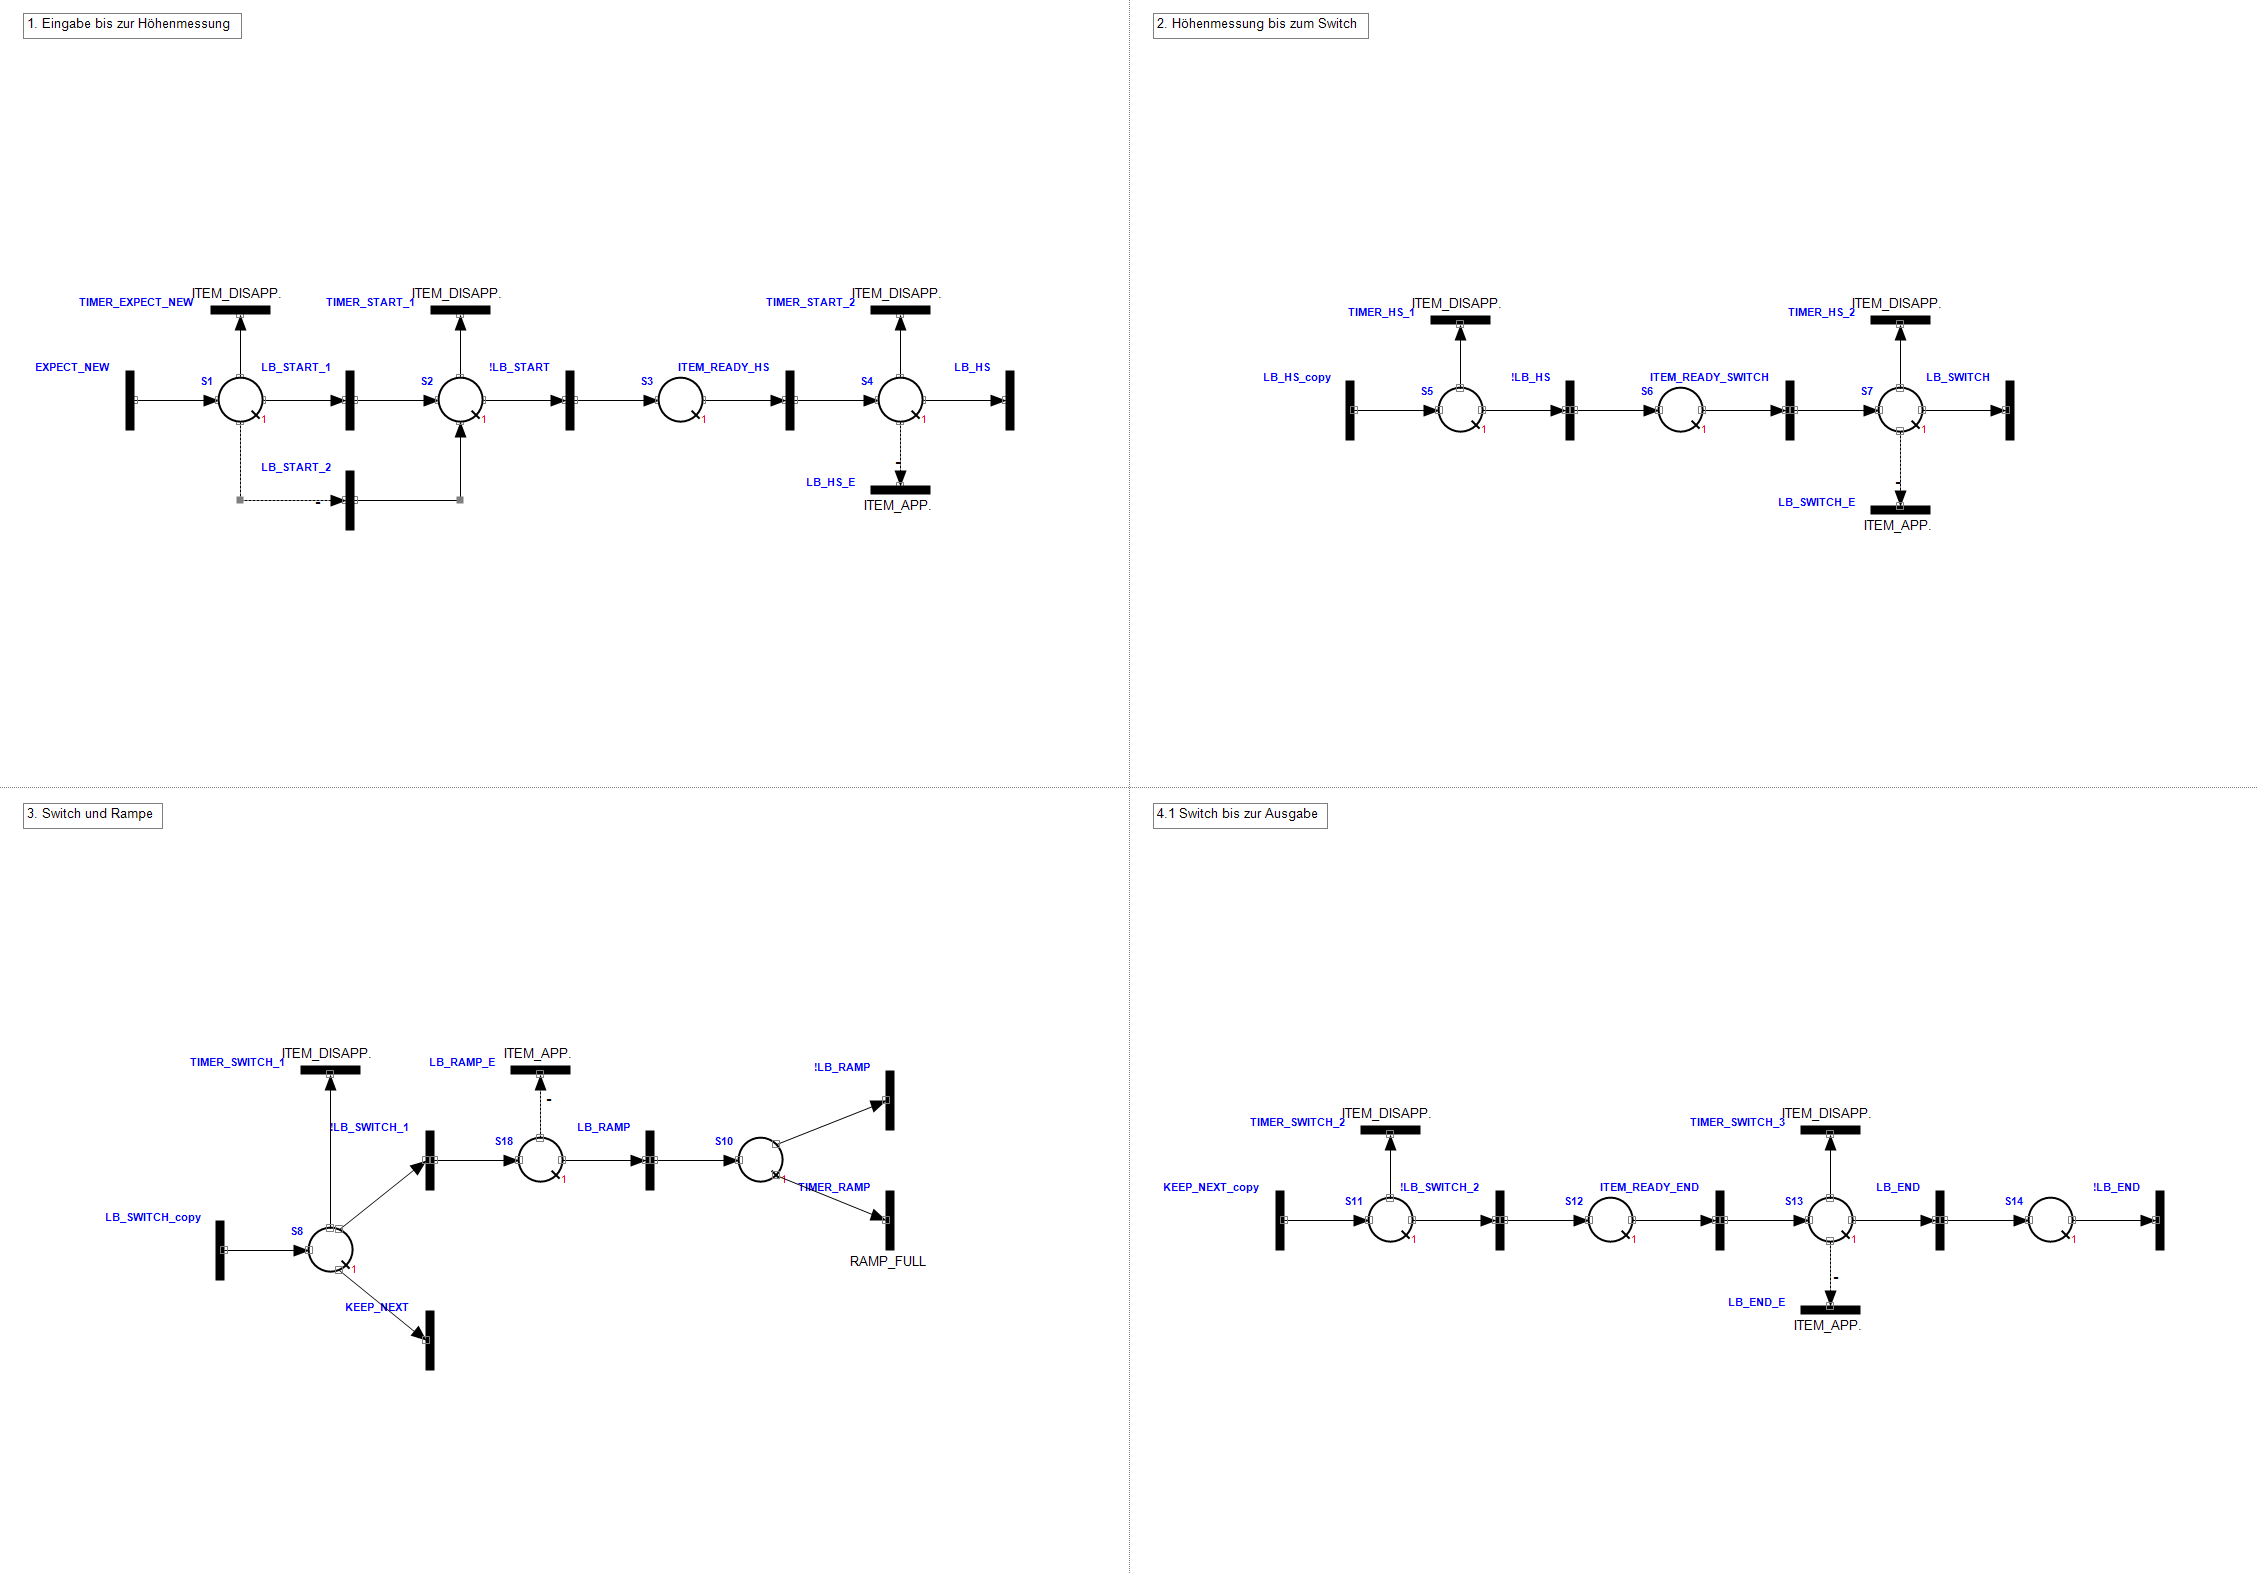 1. Eingabe bis zur Höhenmessung
ITEM_DISAPP. ITEM_DISAPP. ITEM_DISAPP.
TIMER_EXPECT_NEW TIMER_START_1 TIMER_START_2
EXPECT_NEW LB_START_1 !LB_START ITEM_READY_HS LB_HS
S1 S2 S3 S4
1 1 1 1
LB_START_2
-
LB_HS_E
ITEM_APP.
-
2. Höhenmessung bis zum Switch
ITEM_DISAPP. ITEM_DISAPP.
TIMER_HS_1 TIMER_HS_2
LB_HS_copy !LB_HS ITEM_READY_SWITCH LB_SWITCH
S5 S6 S7
1 1 1
-
LB_SWITCH_E
ITEM_APP.
3. Switch und Rampe
ITEM_DISAPP. ITEM_APP.
TIMER_SWITCH_1 LB_RAMP_E !LB_RAMP
-
!LB_SWITCH_1 LB_RAMP
S18 S10
1 1
TIMER_RAMP
LB_SWITCH_copy
S8
RAMP_FULL
1
KEEP_NEXT
4.1 Switch bis zur Ausgabe
ITEM_DISAPP. ITEM_DISAPP.
TIMER_SWITCH_2 TIMER_SWITCH_3
KEEP_NEXT_copy !LB_SWITCH_2 ITEM_READY_END LB_END !LB_END
S11 S12 S13 S14
1 1 1 1
-
LB_END_E
ITEM_APP.